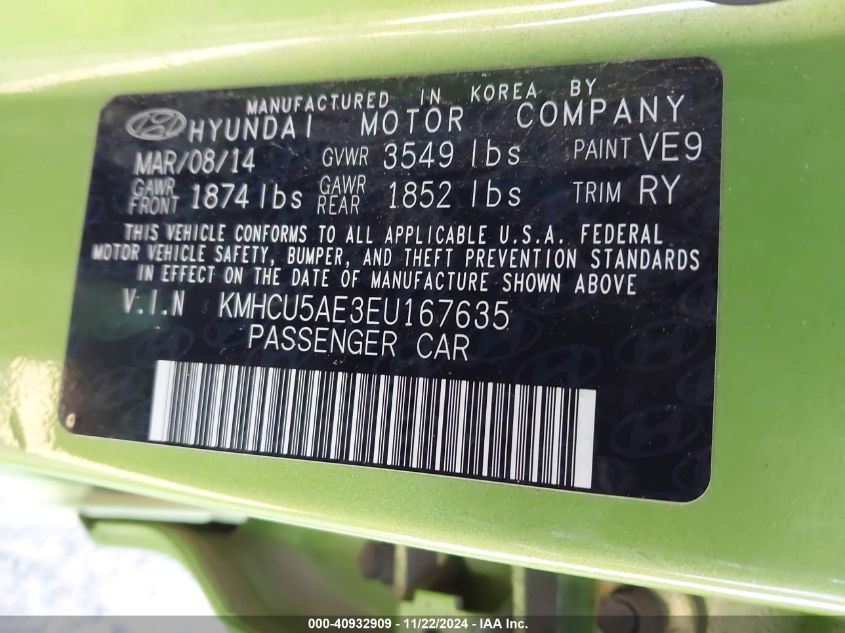 MANUFACTURED IN KOREA BY
HYUNDAI MOTOR COMPANY
MAR/08/14 GVWR 3549 lbs PAINT VE9
GAWR FRONT 1874 lbs GAWR REAR 1852 lbs TRIM RY
THIS VEHICLE CONFORMS TO ALL APPLICABLE U.S.A. FEDERAL
MOTOR VEHICLE SAFETY, BUMPER, AND THEFT PREVENTION STANDARDS
IN EFFECT ON THE DATE OF MANUFACTURE SHOWN ABOVE
V.I.N KMHCU5AE3EU167635
PASSENGER CAR
000-40932909 - 11/22/2024 - IAA Inc.